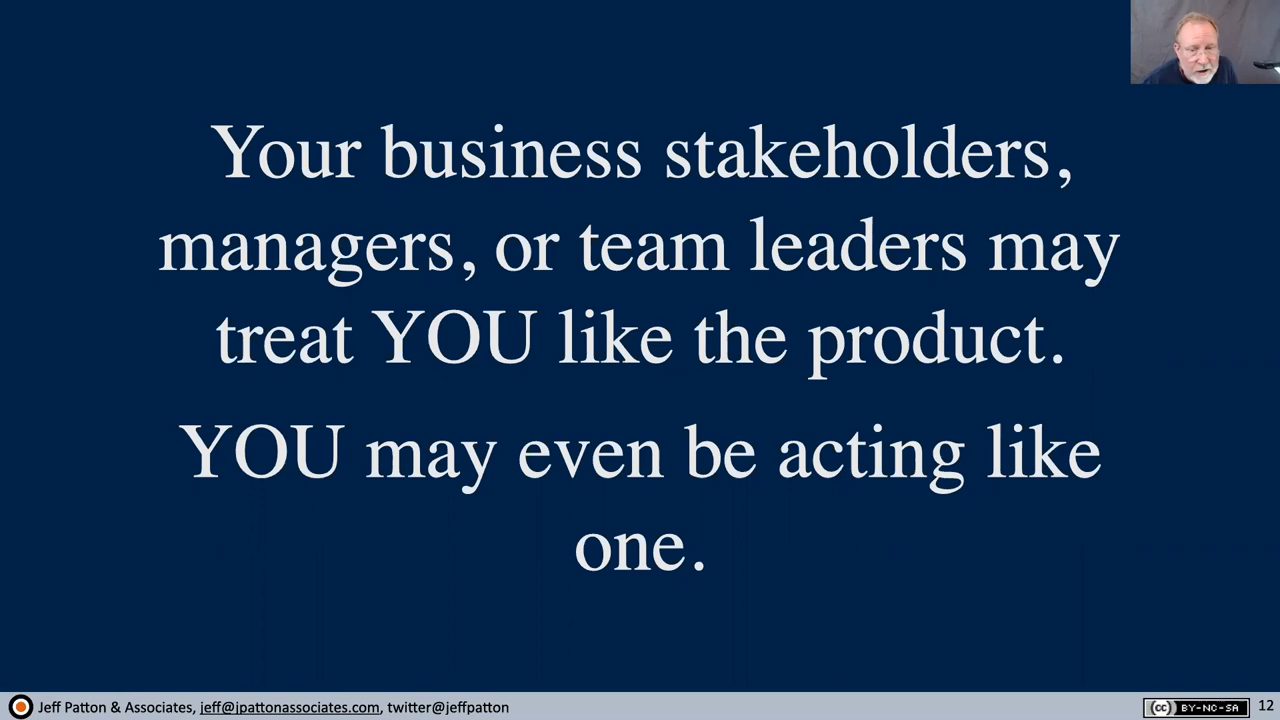 Your business stakeholders,
managers, or team leaders may
treat YOU like the product.
YOU may even be acting like
one.
Jeff Patton & Associates, jeff@jpattonassociates.com, twitter@jeffpatton
cc BY-NC-SA 12